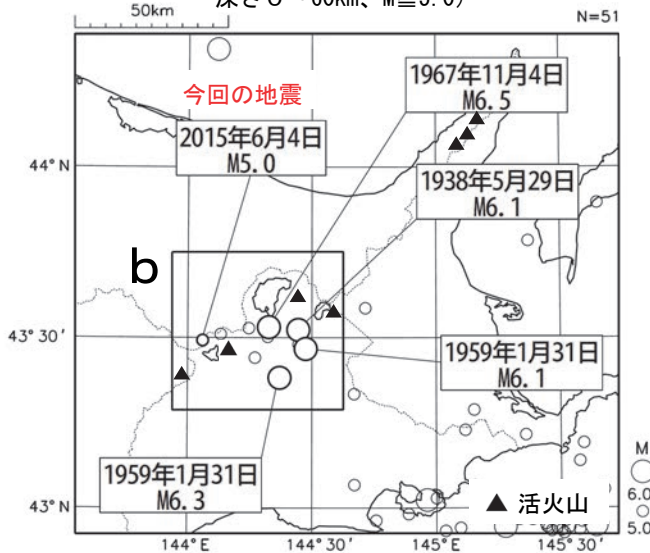 50km
N=51
1967年11月4日
M6.5
今回の地震
2015年6月4日
M5.0
44°N
1938年5月29日
M6.1
b
43°30′
1959年1月31日
M6.1
1959年1月31日
M6.3
M
6.0
5.0
▲ 活火山
43°N
144°E
144°30′
145°E
145°30′